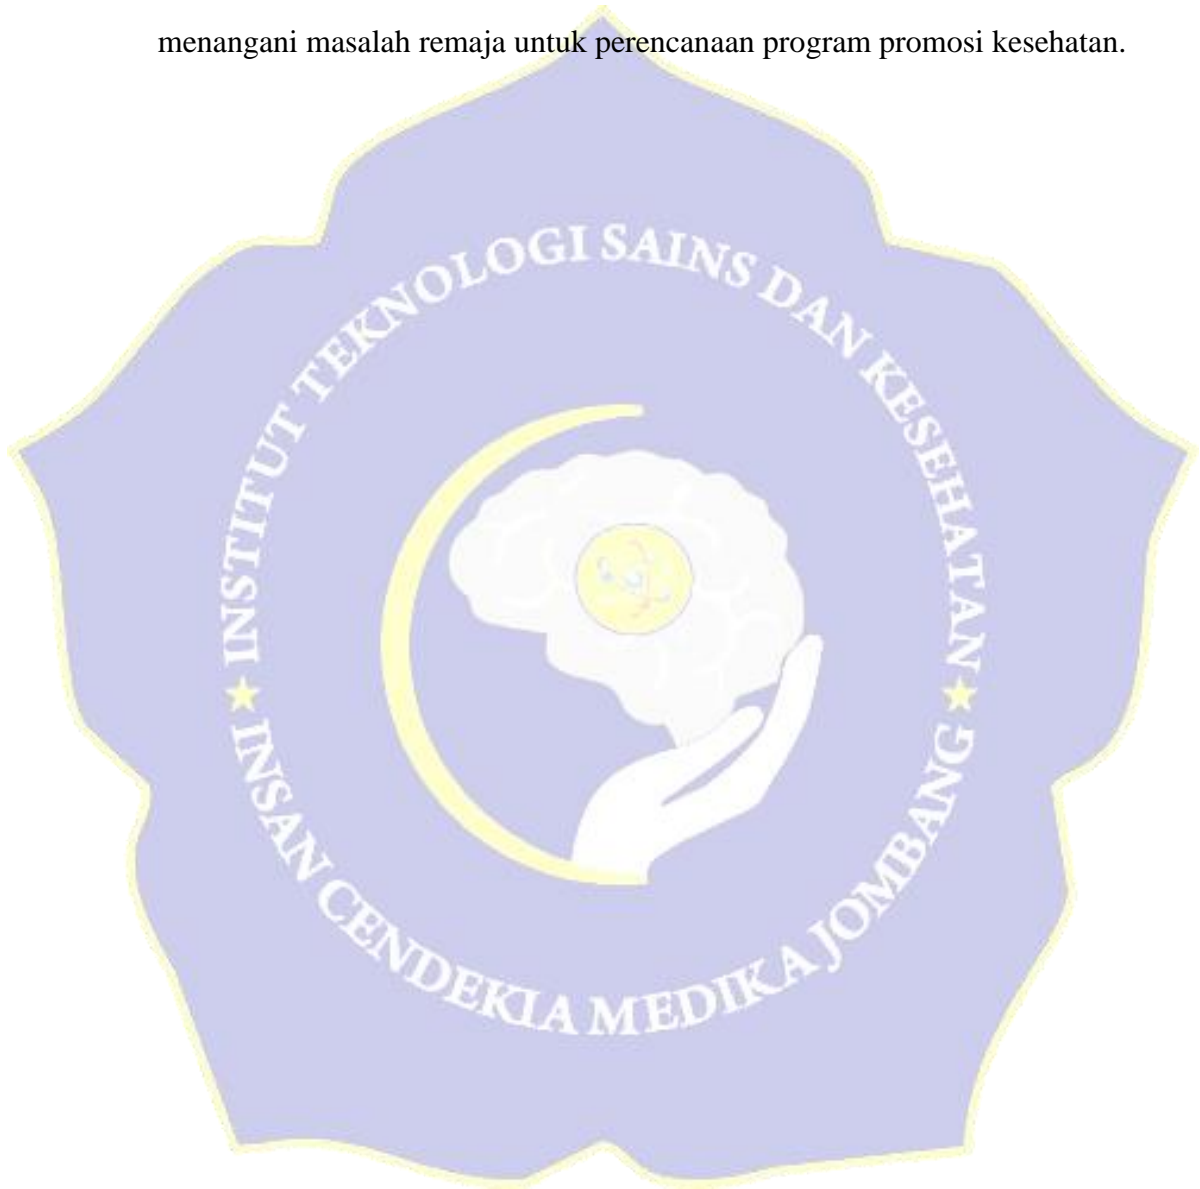 menangani masalah remaja untuk perencanaan program promosi kesehatan.
INSTITUT TEKNOLOGI SAINS DAN KESEHATAN
INSAN CENDEKIA MEDIKA JOMBANG